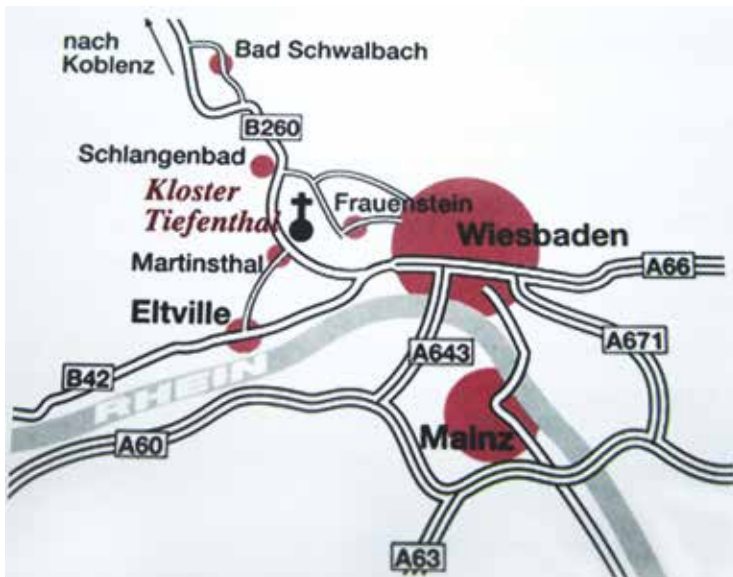 nach
Koblenz
Bad Schwalbach
B260
Schlangenbad
Kloster
Tiefenthal
Frauenstein
Wiesbaden
Martinsthal
A66
Eltville
A643
A671
B42
RHEIN
Mainz
A60
A63